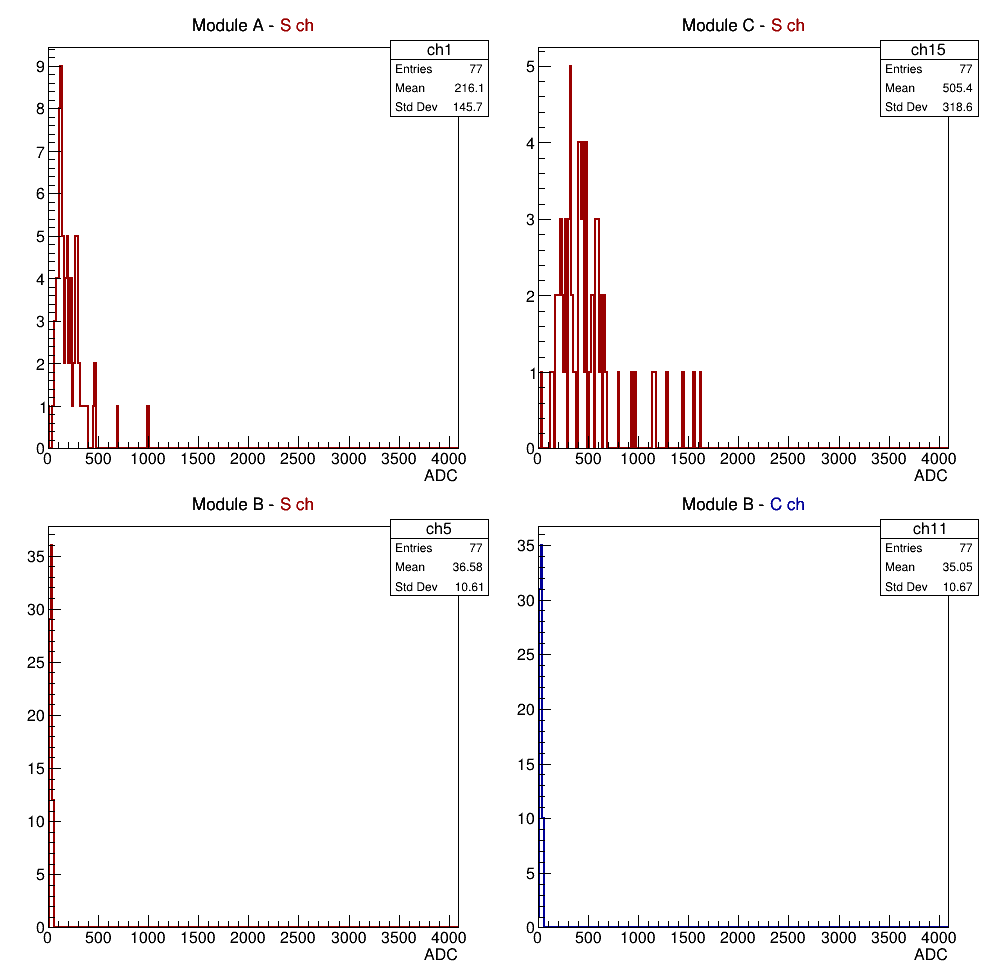 Module A - S ch
ch1
Entries 77
Mean 216.1
Std Dev 145.7
9
8
7
6
5
4
3
2
1
0
0 500 1000 1500 2000 2500 3000 3500 4000
ADC
Module C - S ch
ch15
Entries 77
Mean 505.4
Std Dev 318.6
5
4
3
2
1
0
0 500 1000 1500 2000 2500 3000 3500 4000
ADC
Module B - S ch
ch5
Entries 77
Mean 36.58
Std Dev 10.61
35
30
25
20
15
10
5
0
0 500 1000 1500 2000 2500 3000 3500 4000
ADC
Module B - C ch
ch11
Entries 77
Mean 35.05
Std Dev 10.67
35
30
25
20
15
10
5
0
0 500 1000 1500 2000 2500 3000 3500 4000
ADC